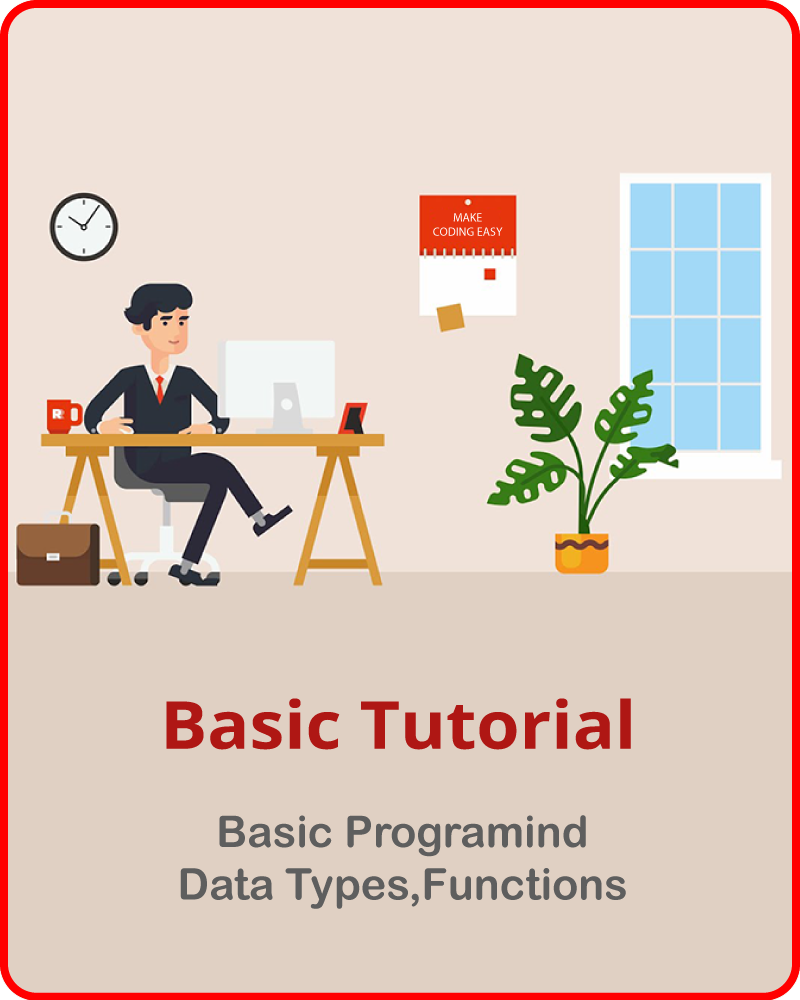 MAKE
CODING EASY
Basic Tutorial
Basic Programind
Data Types,Functions